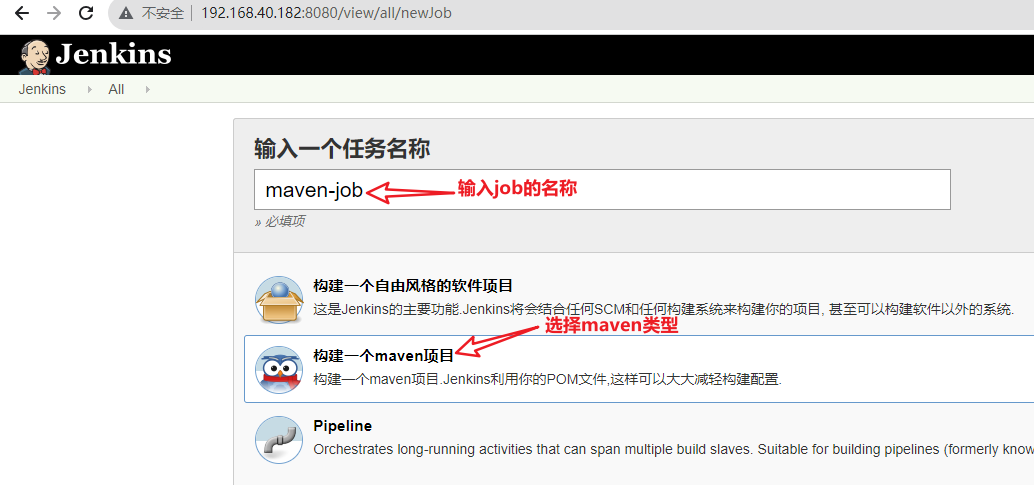 不安全 192.168.40.182:8080/view/all/newJob
Jenkins
Jenkins All
输入一个任务名称
maven-job 输入job的名称
» 必填项
构建一个自由风格的软件项目
这是Jenkins的主要功能.Jenkins将会结合任何SCM和任何构建系统来构建你的项目, 甚至可以构建软件以外的系统.
选择maven类型
构建一个maven项目
构建一个maven项目.Jenkins利用你的POM文件,这样可以大大减轻构建配置.
Pipeline
Orchestrates long-running activities that can span multiple build slaves. Suitable for building pipelines (formerly know